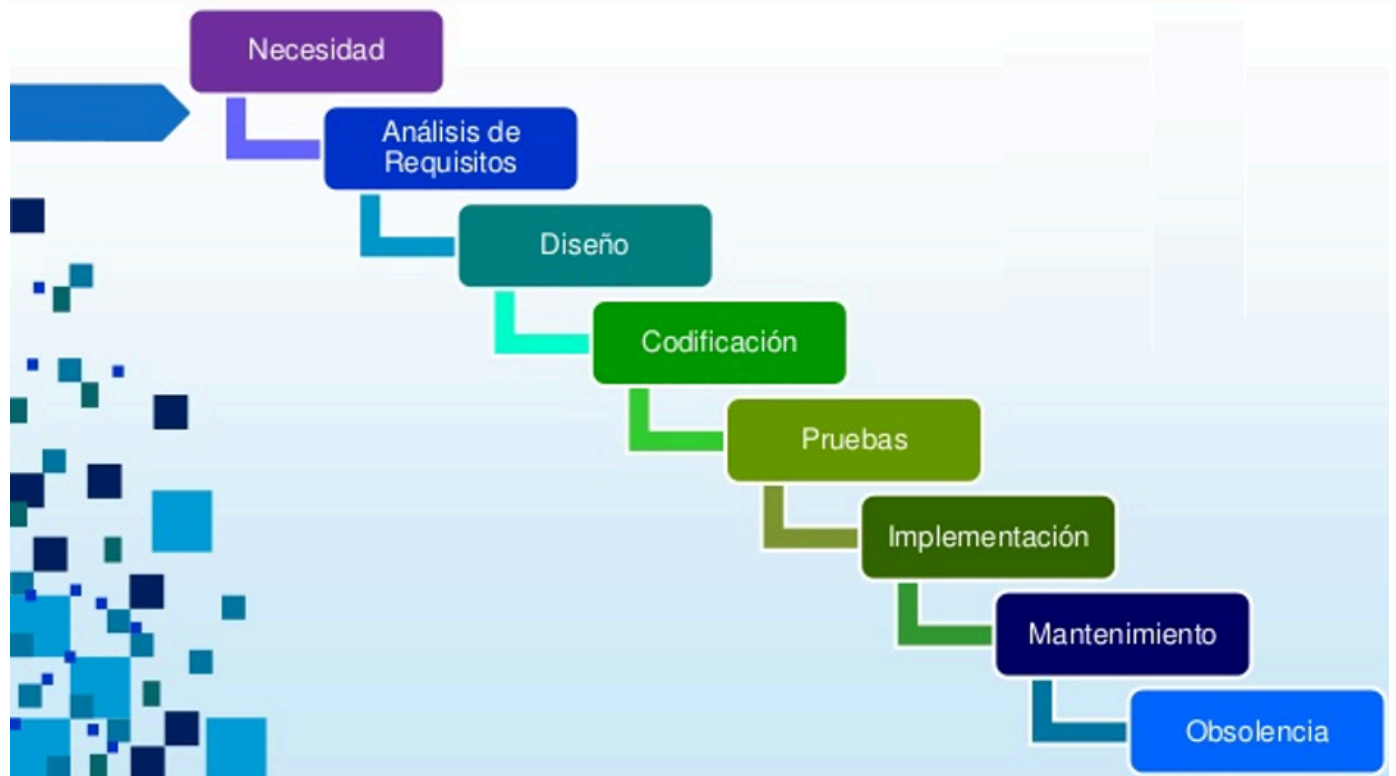 Necesidad
Análisis de
Requisitos
Diseño
Codificación
Pruebas
Implementación
Mantenimiento
Obsolencia